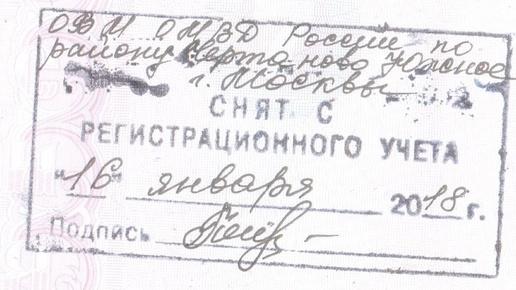 ОВМ ОМВД России по
району Чертаново Южное
г. Москвы
СНЯТ С
РЕГИСТРАЦИОННОГО УЧЕТА
"16" января 2018 г.
Подпись